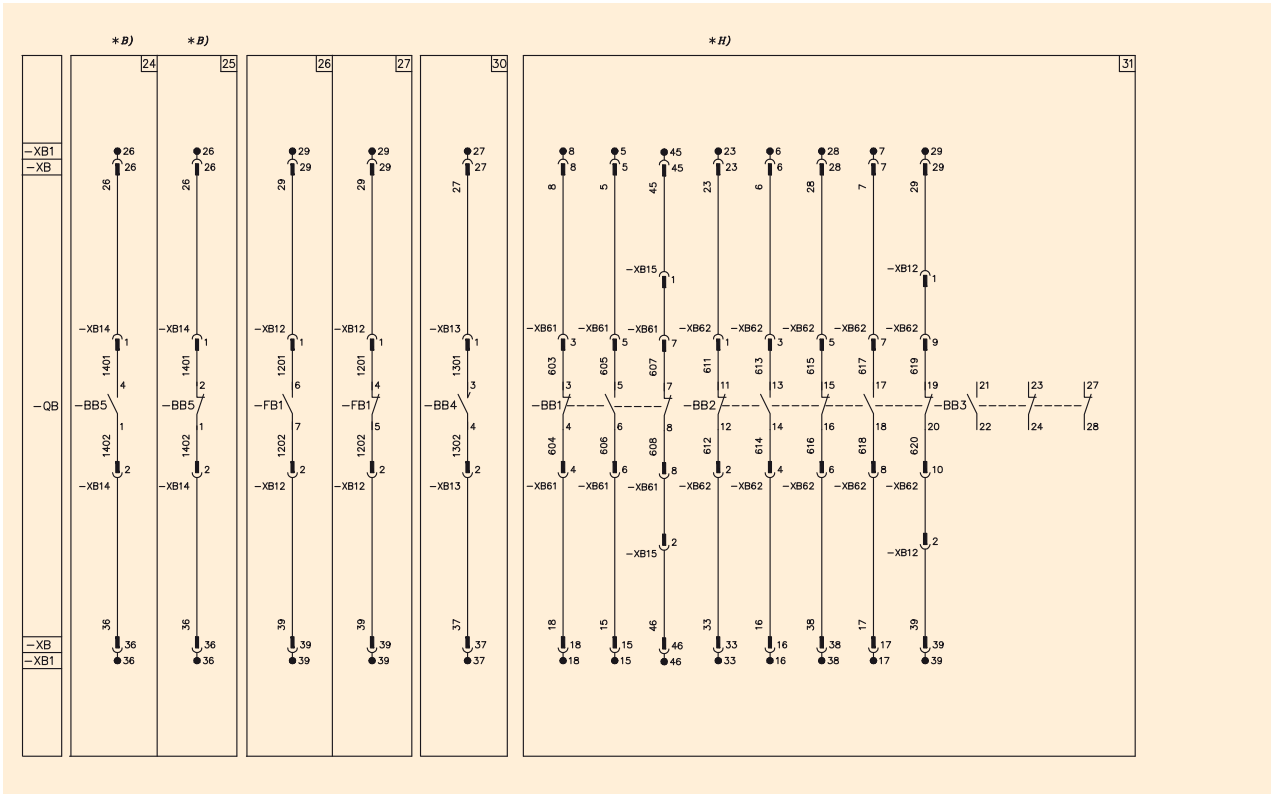 *B) *B) *H)
24 25 26 27 30 31
-XB1 26 26 29 29 27 8 5 45 23 6 28 7 29
-XB 26 26 29 29 27 8 5 45 23 6 28 7 29
26 26 29 29 27 8 5 45 23 6 28 7 29
-XB15 -XB12
1 1
-XB14 -XB14 -XB12 -XB12 -XB13 -XB61 -XB61 -XB61 -XB62 -XB62 -XB62 -XB62 -XB62
1 1 1 1 1 3 5 7 1 3 5 7 9
1401 1401 1201 1201 1301 603 605 607 611 613 615 617 619
4 2 6 4 3 3 5 7 11 13 15 17 19 21 23 27
-QB -BB5 -BB5 -FB1 -FB1 -BB4 -BB1 -BB2 -BB3
1 1 7 5 4 4 6 8 12 14 16 18 20 22 24 28
1402 1402 1202 1202 1302 604 606 608 612 614 616 618 620
2 2 2 2 2 4 6 8 2 4 6 8 10
-XB14 -XB14 -XB12 -XB12 -XB13 -XB61 -XB61 -XB61 -XB62 -XB62 -XB62 -XB62 -XB62
2 2
-XB15 -XB12
36 36 39 39 37 18 15 46 33 16 38 17 39
-XB 36 36 39 39 37 18 15 46 33 16 38 17 39
-XB1 36 36 39 39 37 18 15 46 33 16 38 17 39